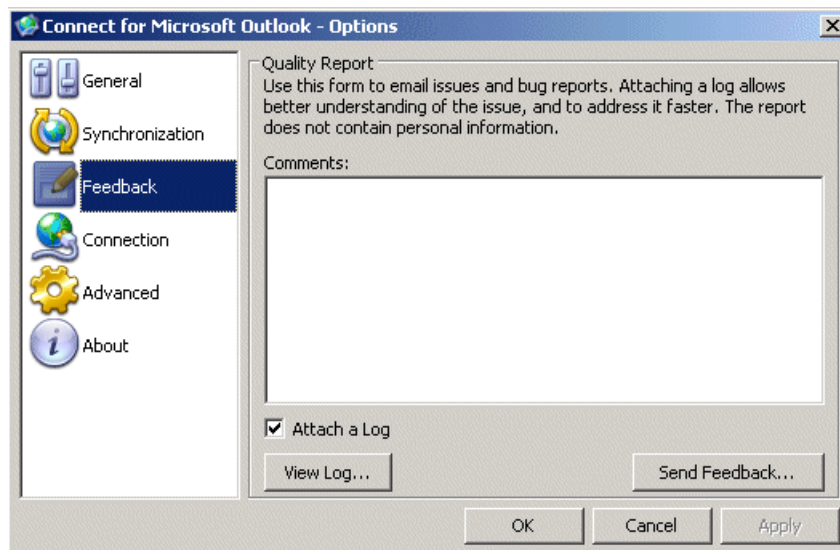 Connect for Microsoft Outlook - Options
General
Synchronization
Feedback
Connection
Advanced
About
Quality Report
Use this form to email issues and bug reports. Attaching a log allows
better understanding of the issue, and to address it faster. The report
does not contain personal information.
Comments:
Attach a Log
View Log...
Send Feedback...
OK
Cancel
Apply